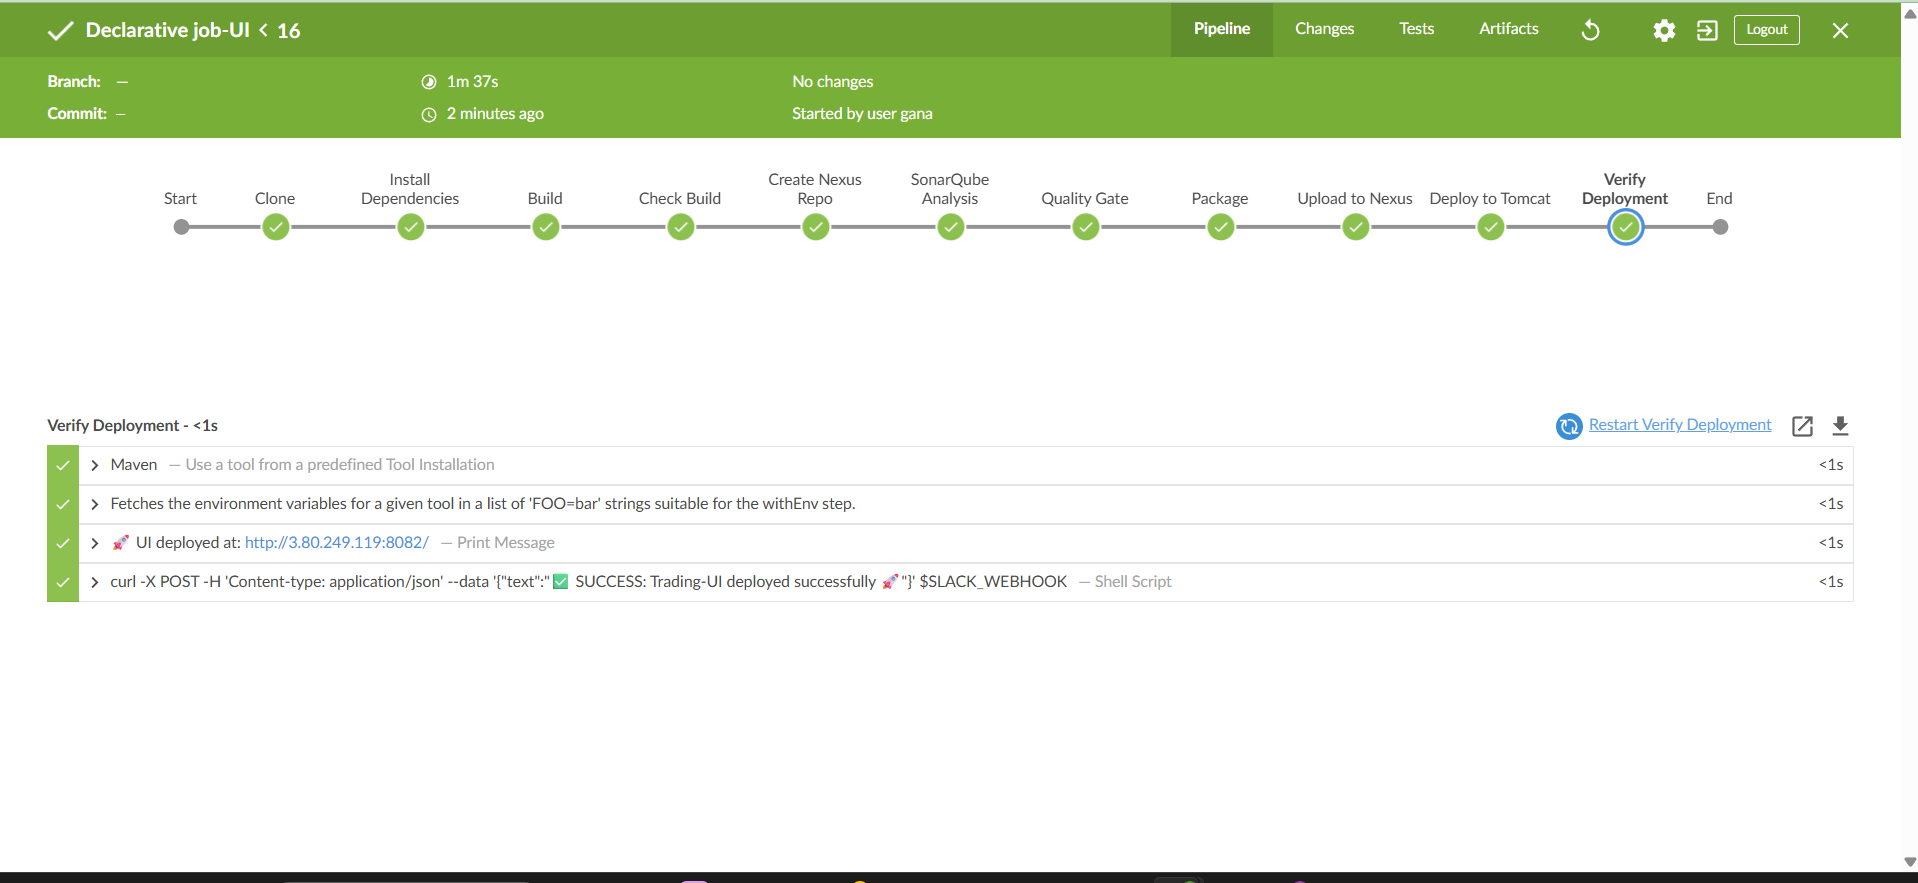 Declarative job-UI < 16
Pipeline
Changes
Tests
Artifacts
Logout
Branch: —
1m 37s
No changes
Commit: —
2 minutes ago
Started by user gana
Start
Clone
Install
Dependencies
Build
Check Build
Create Nexus
Repo
SonarQube
Analysis
Quality Gate
Package
Upload to Nexus
Deploy to Tomcat
Verify
Deployment
End
Verify Deployment - <1s
Restart Verify Deployment
Maven — Use a tool from a predefined Tool Installation <1s
Fetches the environment variables for a given tool in a list of 'FOO=bar' strings suitable for the withEnv step. <1s
🚀 UI deployed at: http://3.80.249.119:8082/ — Print Message <1s
curl -X POST -H 'Content-type: application/json' --data '{"text":"✅ SUCCESS: Trading-UI deployed successfully 🚀"}' $SLACK_WEBHOOK — Shell Script <1s